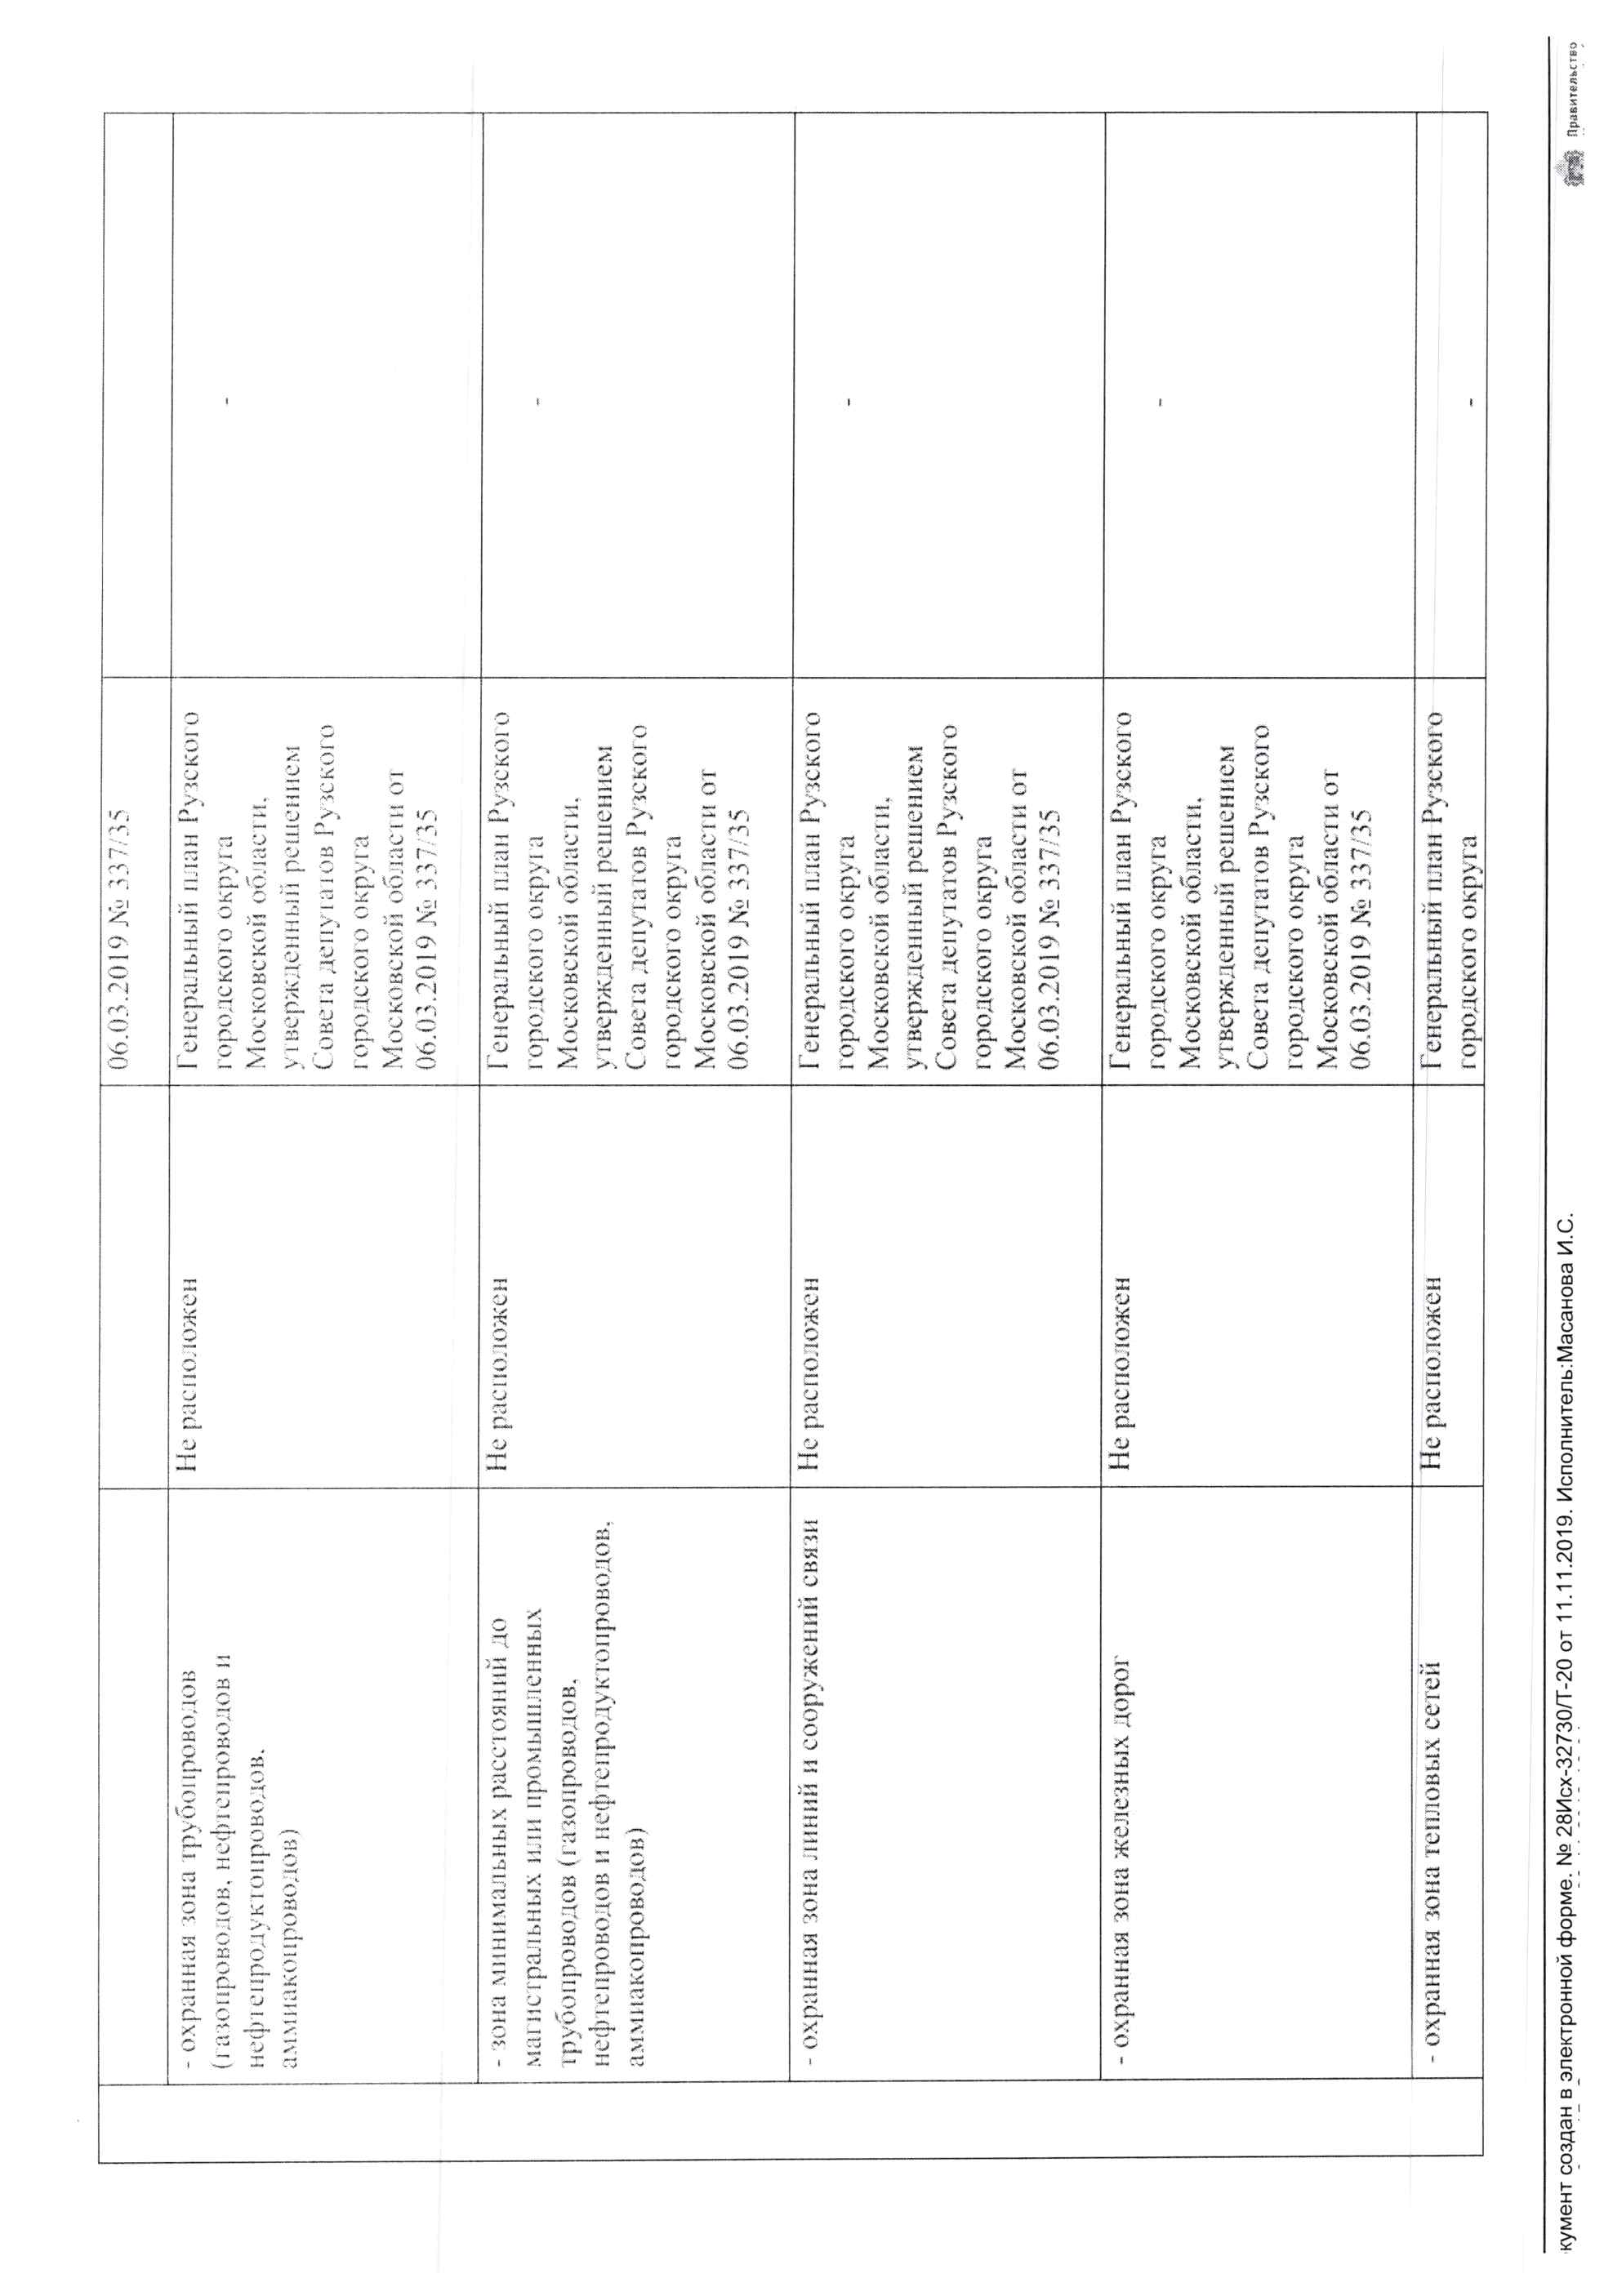 06.03.2019 № 337/35
- охранная зона трубопроводов
(газопроводов, нефтепроводов и
нефтепродуктопроводов,
аммиакопроводов)
Не расположен
Генеральный план Рузского
городского округа
Московской области,
утвержденный решением
Совета депутатов Рузского
городского округа
Московской области от
06.03.2019 № 337/35
-
- зона минимальных расстояний до
магистральных или промышленных
трубопроводов (газопроводов,
нефтепроводов и нефтепродуктопроводов,
аммиакопроводов)
Не расположен
Генеральный план Рузского
городского округа
Московской области,
утвержденный решением
Совета депутатов Рузского
городского округа
Московской области от
06.03.2019 № 337/35
-
- охранная зона линий и сооружений связи
Не расположен
Генеральный план Рузского
городского округа
Московской области,
утвержденный решением
Совета депутатов Рузского
городского округа
Московской области от
06.03.2019 № 337/35
-
- охранная зона железных дорог
Не расположен
Генеральный план Рузского
городского округа
Московской области,
утвержденный решением
Совета депутатов Рузского
городского округа
Московской области от
06.03.2019 № 337/35
-
- охранная зона тепловых сетей
Не расположен
Генеральный план Рузского
городского округа
-
кумент создан в электронной форме. № 28Исх-32730/Т-20 от 11.11.2019. Исполнитель:Масанова И.С.
Правительство